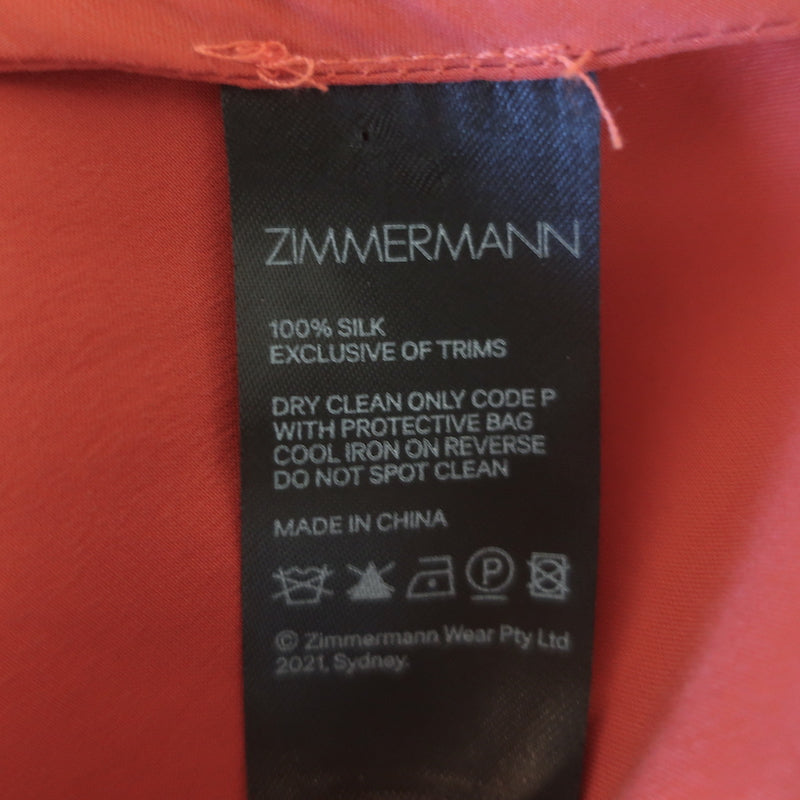 ZIMMERMANN
100% SILK
EXCLUSIVE OF TRIMS
DRY CLEAN ONLY CODE P
WITH PROTECTIVE BAG
COOL IRON ON REVERSE
DO NOT SPOT CLEAN
MADE IN CHINA
P
© Zimmermann Wear Pty Ltd
2021, Sydney.